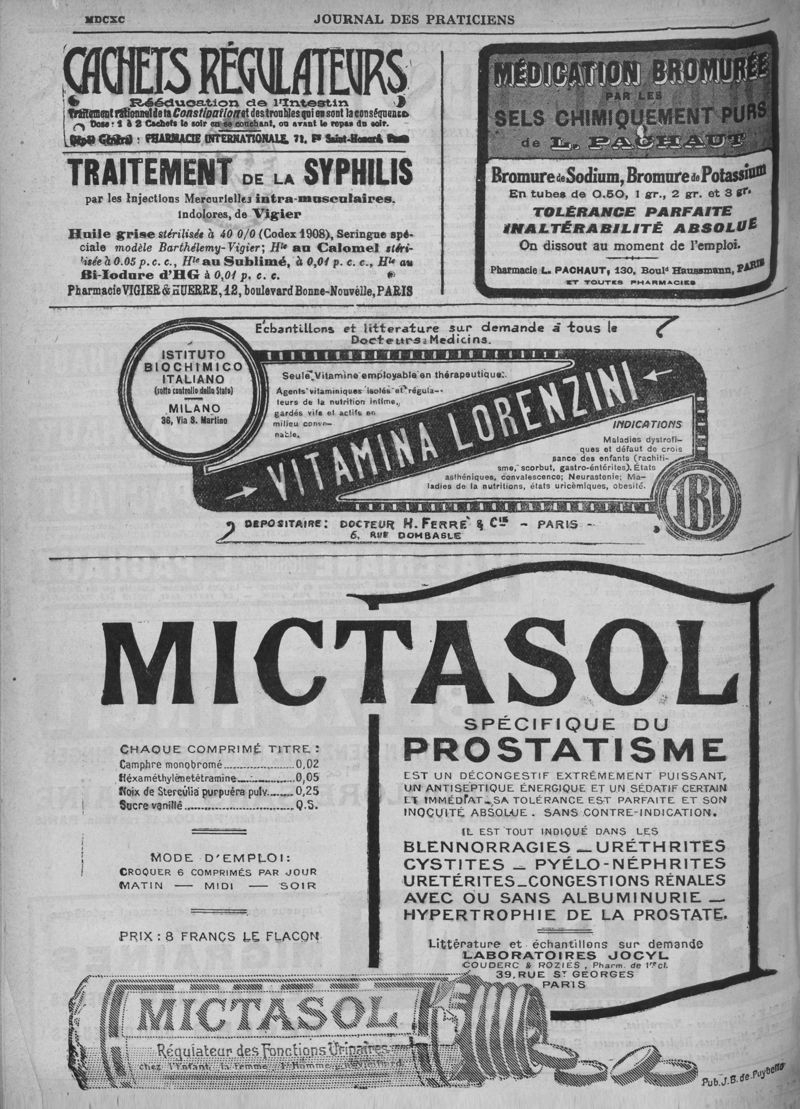 MDCXC
JOURNAL DES PRATICIENS
CACHETS RÉGULATEURS
Rééducation de l'Intestin
Traitement rationnel de la Constipation et des troubles qui en sont la conséquence
Dose : 1 à 2 Cachets le soir en se couchant, ou avant le repas du soir.
: PHARMACIE INTERNATIONALE, 71, Fg Saint-Honoré,
TRAITEMENT DE LA SYPHILIS
par les Injections Mercurielles intra-musculaires,
indolores, de Vigier
Huile grise stérilisée à 40 0/0 (Codex 1908), Seringue spé-
ciale modèle Barthélemy-Vigier; Hle au Calomel stéri-
lisée à 0.05 p. c. c., Hle au Sublimé, à 0,01 p. c. c., Hle au
Bi-Iodure d'HG à 0,01 p. c. c.
Pharmacie VIGIER & HUERRE, 12, boulevard Bonne-Nouvelle, PARIS
MÉDICATION BROMURÉE
PAR LES
SELS CHIMIQUEMENT PURS
de L. PACHAUT
Bromure de Sodium, Bromure de Potassium
En tubes de 0.50, 1 gr., 2 gr. et 3 gr.
TOLÉRANCE PARFAITE
INALTÉRABILITÉ ABSOLUE
On dissout au moment de l'emploi.
Pharmacie L. PACHAUT, 130, Boulᵈ Haussmann, PARIS
ET TOUTES PHARMACIES
Echantillons et litterature sur demande à tous le
Docteurs Medicins.
ISTITUTO
BIOCHIMICO
ITALIANO
(sotto controllo dello Stato)
MILANO
36, Via S. Martino
Seule Vitamine employable en thérapeutique.
Agents vitaminiques isolés et régula-
teurs de la nutrition intime,
gardés vifs et actifs en
milieu conve-
nable.
VITAMINA LORENZINI
INDICATIONS
Maladies dystrofi-
ques et défaut de crois
sance des enfants (rachiti-
sme, scorbut, gastro-éntérites). États
asthéniques, convalescence; Neurastenie; Ma-
ladies de la nutritions, états uricémiques, obesité.
IBI
DEPOSITAIRE: DOCTEUR H. FERRÉ & Cie - PARIS -
6, RUE DOMBASLE
MICTASOL
CHAQUE COMPRIMÉ TITRE :
Camphre monobromé..................0,02
Héxaméthylénetétramine..............0,05
Noix de Sterculia purpuéra pulv........0,25
Sucre vanillé............................Q.S.
MODE D'EMPLOI:
CROQUER 6 COMPRIMÉS PAR JOUR
MATIN — MIDI — SOIR
PRIX : 8 FRANCS LE FLACON
SPÉCIFIQUE DU
PROSTATISME
EST UN DÉCONGESTIF EXTRÊMEMENT PUISSANT,
UN ANTISEPTIQUE ÉNERGIQUE ET UN SÉDATIF CERTAIN
ET IMMÉDIAT_SA TOLÉRANCE EST PARFAITE ET SON
INOCUITÉ ABSOLUE. SANS CONTRE-INDICATION.
IL EST TOUT INDIQUÉ DANS LES
BLENNORRAGIES _ URÉTHRITES
CYSTITES _ PYÉLO-NÉPHRITES
URETÉRITES_CONGESTIONS RÉNALES
AVEC OU SANS ALBUMINURIE _
HYPERTROPHIE DE LA PROSTATE.
Littérature et échantillons sur demande
LABORATOIRES JOCYL
COUDERC & ROZIÉS, Pharm. de 1re cl.
39, RUE ST GEORGES
PARIS
MICTASOL
Régulateur des Fonctions Urinaires
chez l'Enfant, la Femme, l'Homme,
Pub. J.B. de Puybette